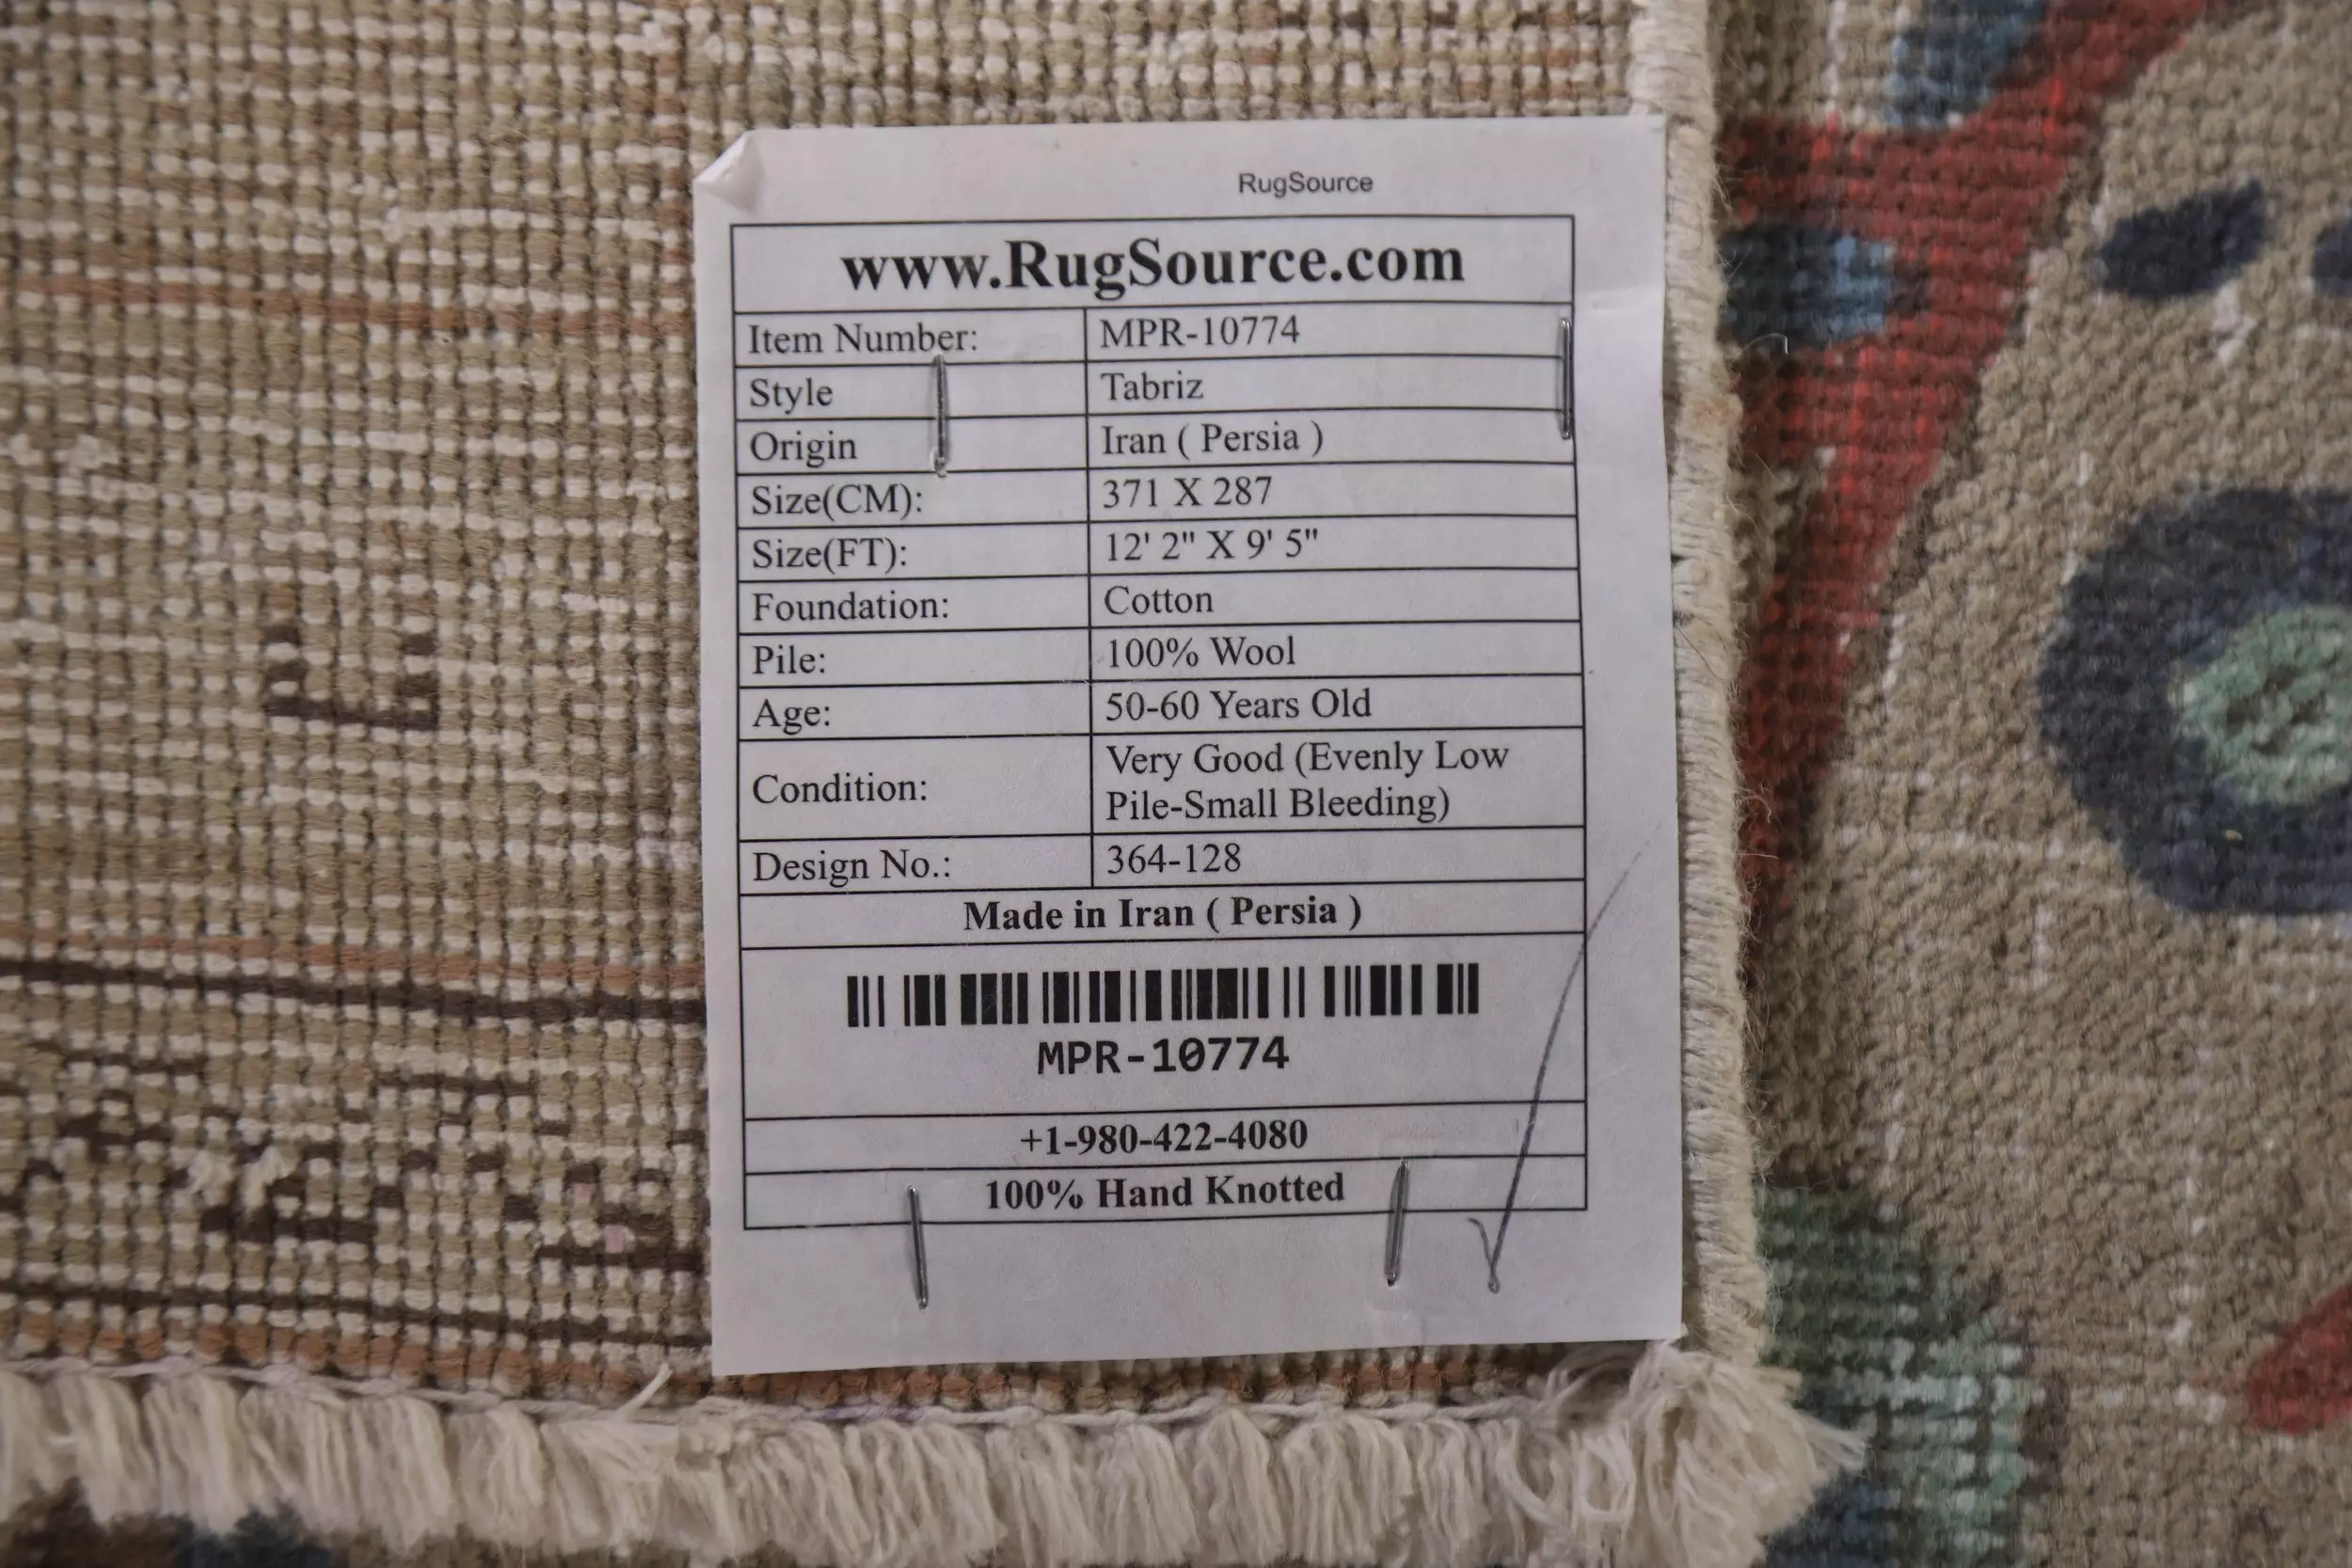 RugSource
www.RugSource.com
Item Number: MPR-10774
Style Tabriz
Origin Iran ( Persia )
Size(CM): 371 X 287
Size(FT): 12' 2" X 9' 5"
Foundation: Cotton
Pile: 100% Wool
Age: 50-60 Years Old
Condition: Very Good (Evenly Low
Pile-Small Bleeding)
Design No.: 364-128
Made in Iran ( Persia )
MPR-10774
+1-980-422-4080
100% Hand Knotted